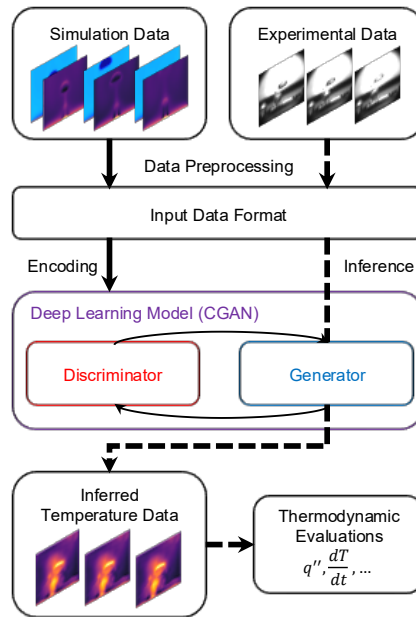 Simulation Data
Experimental Data
Data Preprocessing
Input Data Format
Encoding
Inference
Deep Learning Model (CGAN)
Discriminator
Generator
Inferred
Temperature Data
Thermodynamic
Evaluations
q'', dT/dt, ...